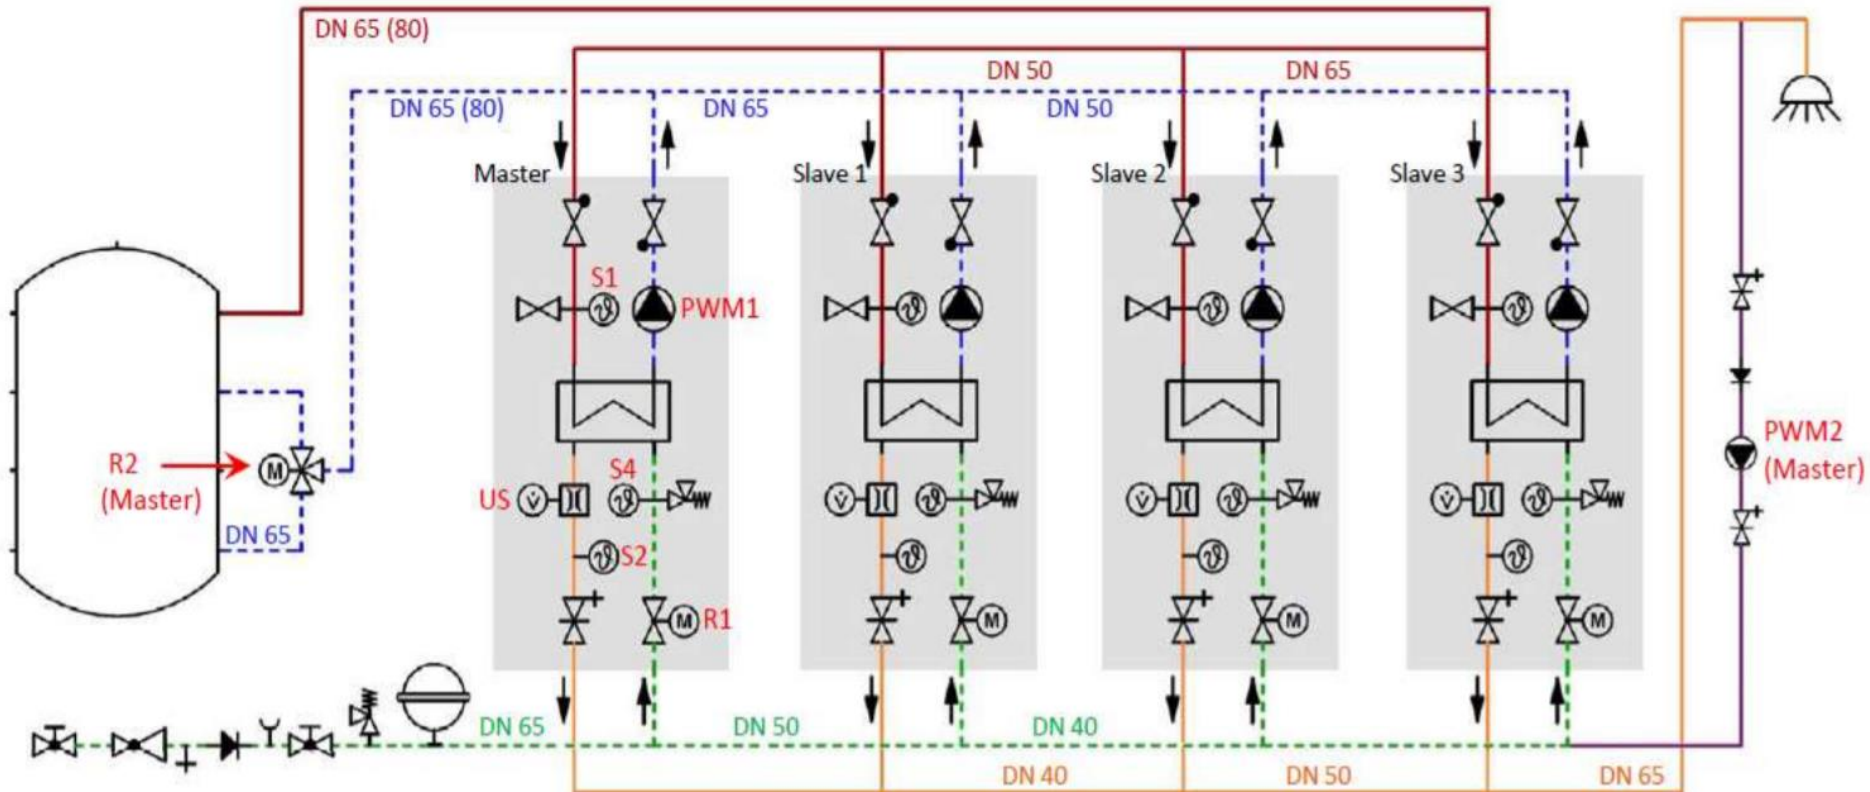 DN 65 (80)
DN 50
DN 65
DN 65 (80)
DN 65
DN 50
Master
Slave 1
Slave 2
Slave 3
S1
PWM1
R2
(Master)
M
DN 65
PWM2
(Master)
US
S4
S2
R1
M
M
M
M
DN 65
DN 50
DN 40
DN 40
DN 50
DN 65